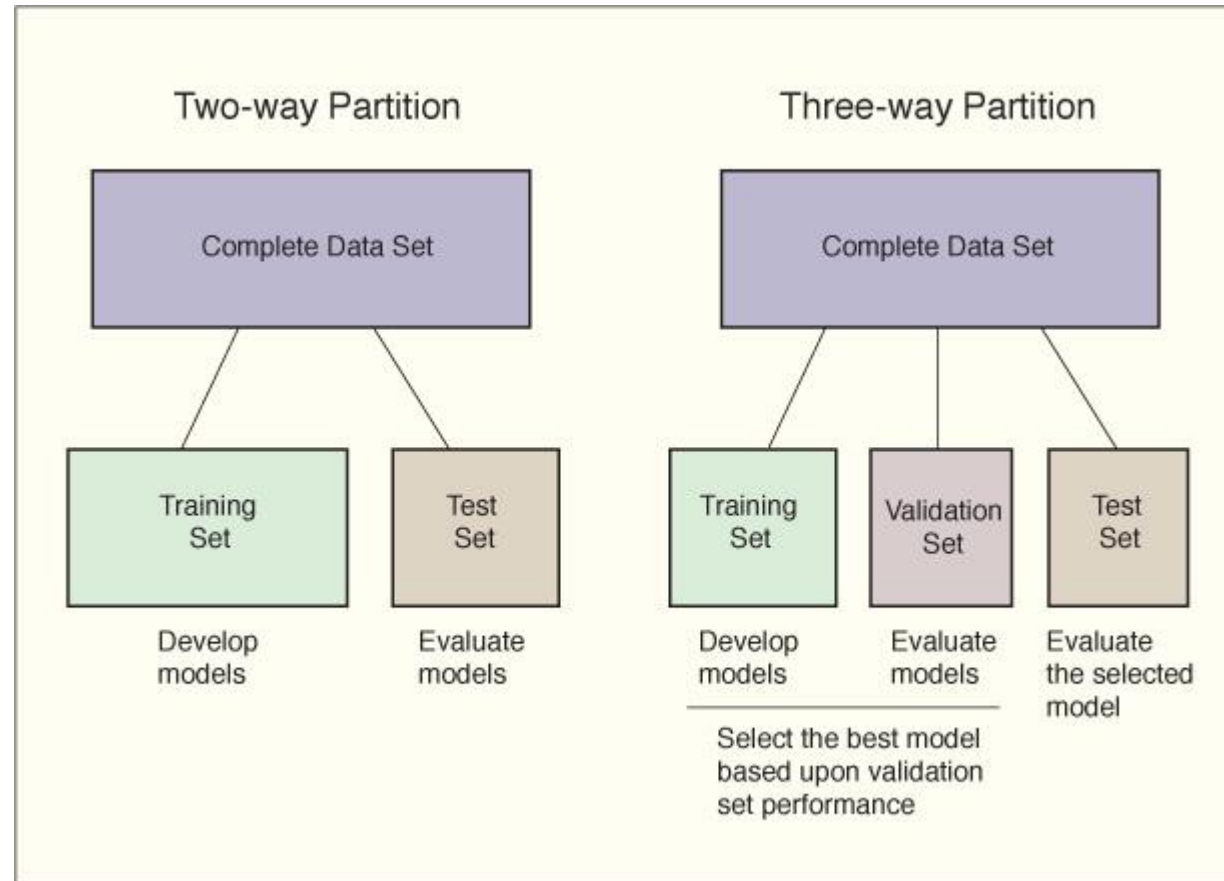 Two-way Partition
Complete Data Set
Training
Set
Test
Set
Develop
models
Evaluate
models
Three-way Partition
Complete Data Set
Training
Set
Validation
Set
Test
Set
Develop
models
Evaluate
models
Evaluate
the selected
model
Select the best model
based upon validation
set performance